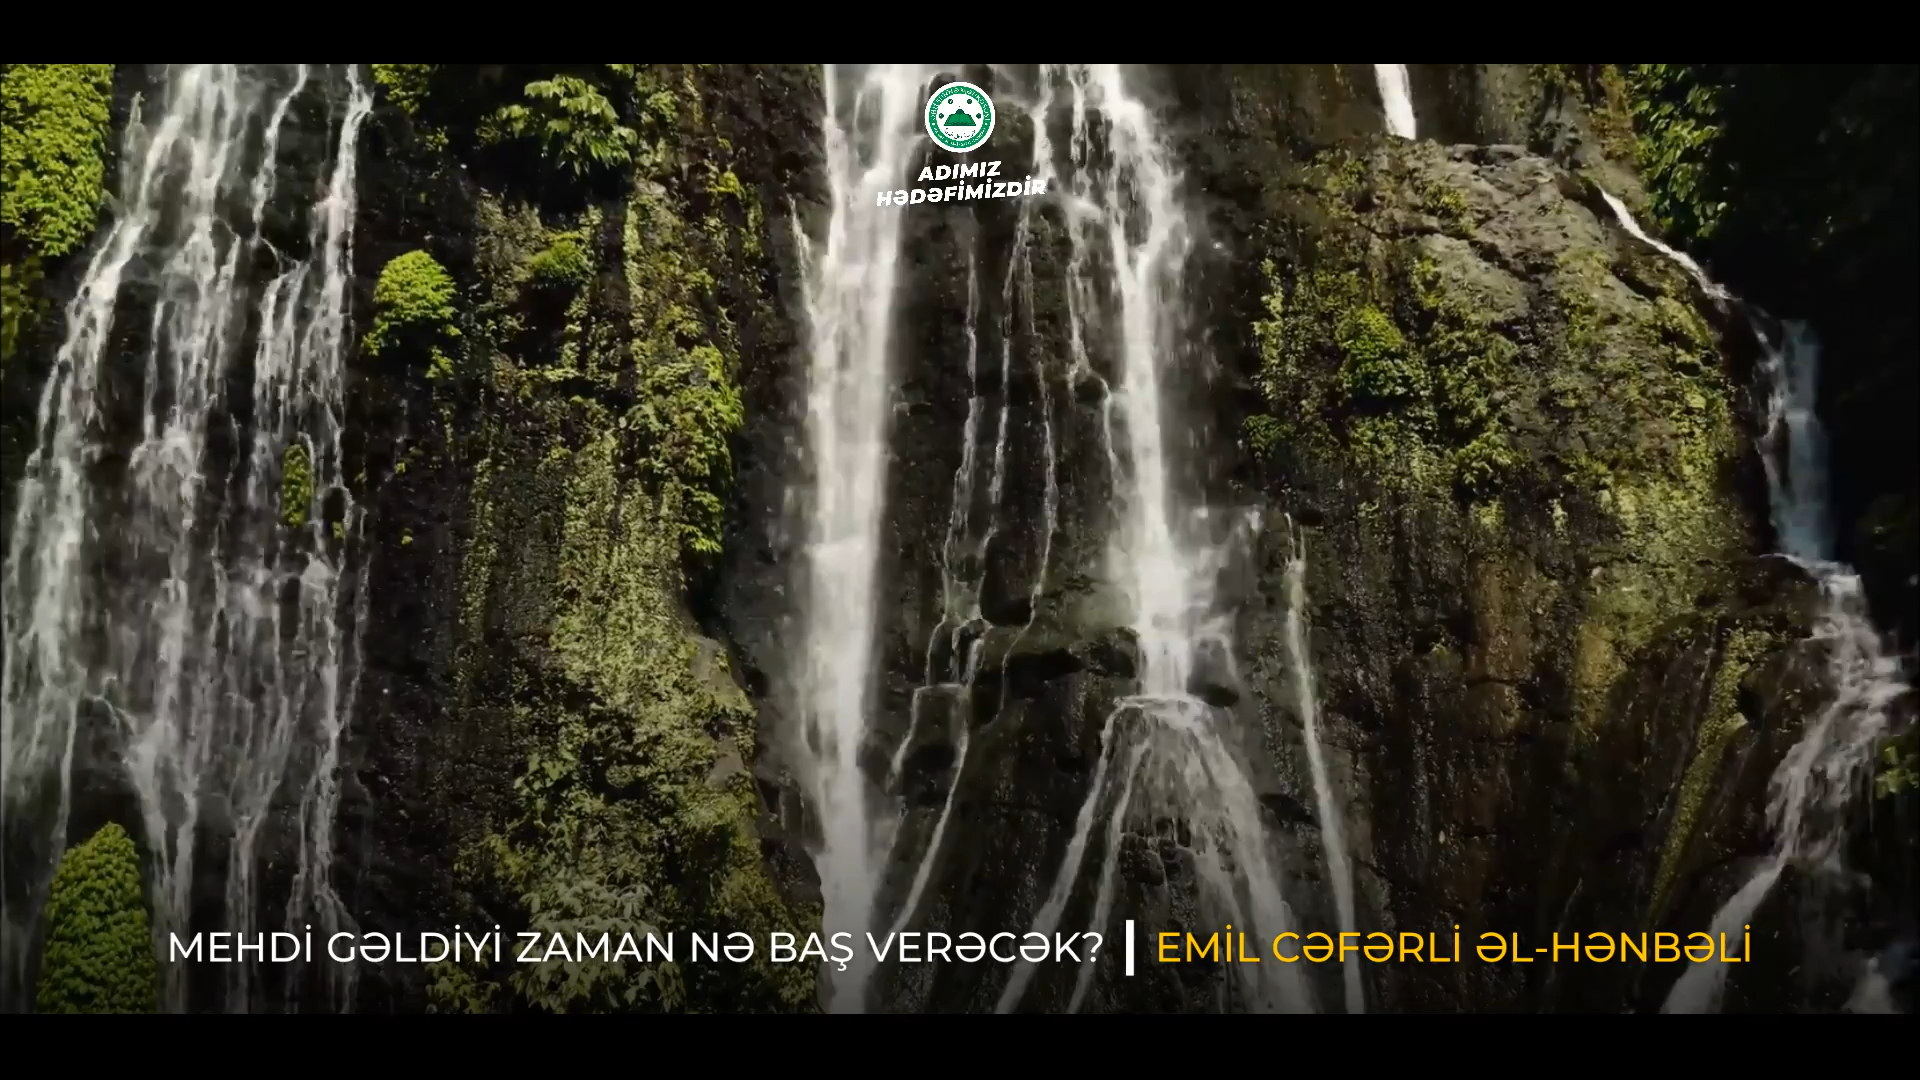 ADIMIZ
HƏDƏFİMİZDİR
MEHDİ GƏLDİYİ ZAMAN NƏ BAŞ VERƏCƏK? | EMİL CƏFƏRLİ ƏL-HƏNBƏLİ